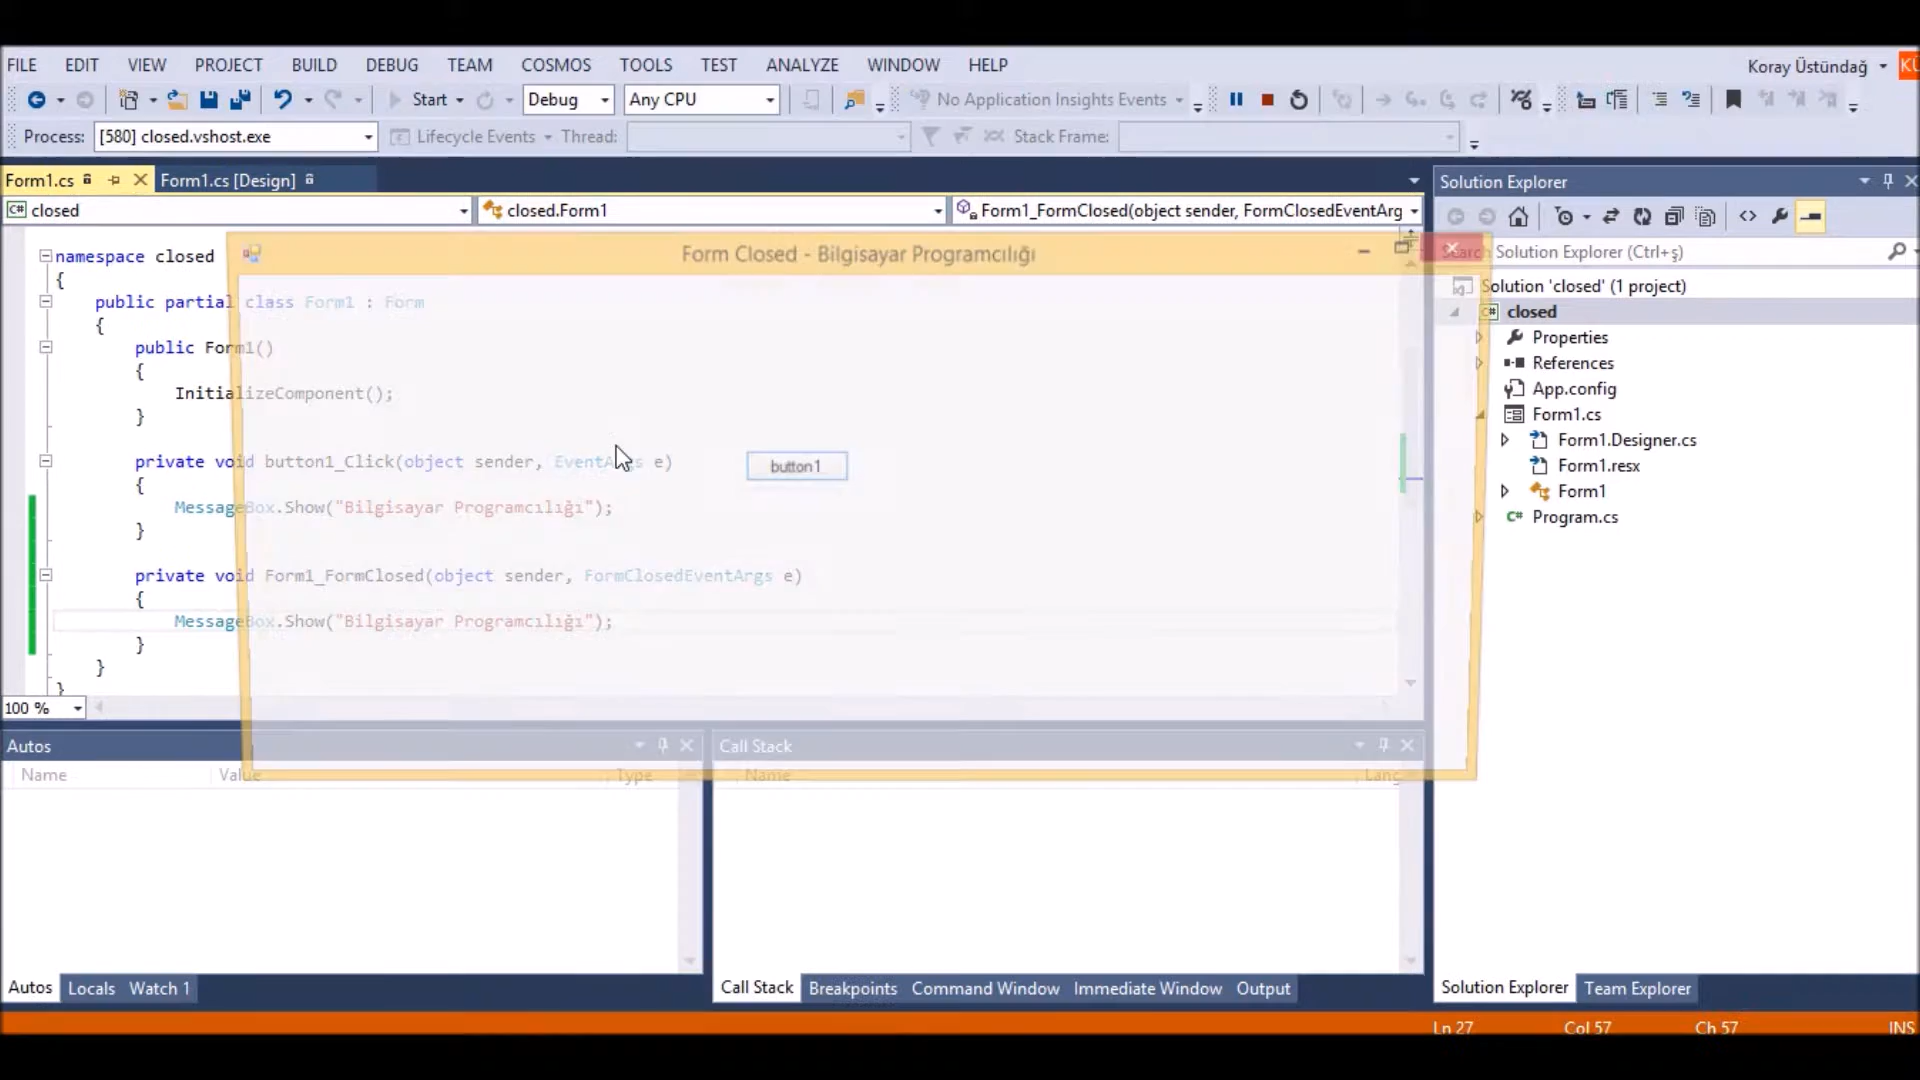 FILE EDIT VIEW PROJECT BUILD DEBUG TEAM COSMOS TOOLS TEST ANALYZE WINDOW HELP Koray Üstündağ KÜ
Start Debug Any CPU No Application Insights Events
Process: [580] closed.vshost.exe Lifecycle Events Thread: Stack Frame:
Form1.cs Form1.cs [Design] Solution Explorer
closed closed.Form1 Form1_FormClosed(object sender, FormClosedEventArg
Form Closed - Bilgisayar Programcılığı
Search Solution Explorer (Ctrl+ş)
namespace closed
{
public partial class Form1 : Form
{
public Form1()
{
InitializeComponent();
}
private void button1_Click(object sender, EventArgs e)
{
MessageBox.Show("Bilgisayar Programcılığı");
}
private void Form1_FormClosed(object sender, FormClosedEventArgs e)
{
MessageBox.Show("Bilgisayar Programcılığı");
}
}
}
button1
Solution 'closed' (1 project)
C# closed
Properties
References
App.config
Form1.cs
Form1.Designer.cs
Form1.resx
Form1
C# Program.cs
100 %
Autos Call Stack
Name Value Type Name Lang
Autos Locals Watch 1 Call Stack Breakpoints Command Window Immediate Window Output Solution Explorer Team Explorer
Ln 27 Col 57 Ch 57 INS